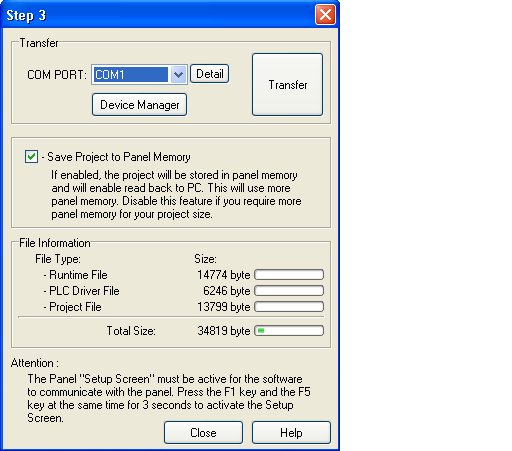 Step 3
Transfer
COM PORT: COM1 Detail
Transfer
Device Manager
- Save Project to Panel Memory
If enabled, the project will be stored in panel memory
and will enable read back to PC. This will use more
panel memory. Disable this feature if you require more
panel memory for your project size.
File Information
File Type: Size:
- Runtime File 14774 byte
- PLC Driver File 6246 byte
- Project File 13799 byte
Total Size: 34819 byte
Attention :
The Panel "Setup Screen" must be active for the software
to communicate with the panel. Press the F1 key and the F5
key at the same time for 3 seconds to activate the Setup
Screen.
Close Help